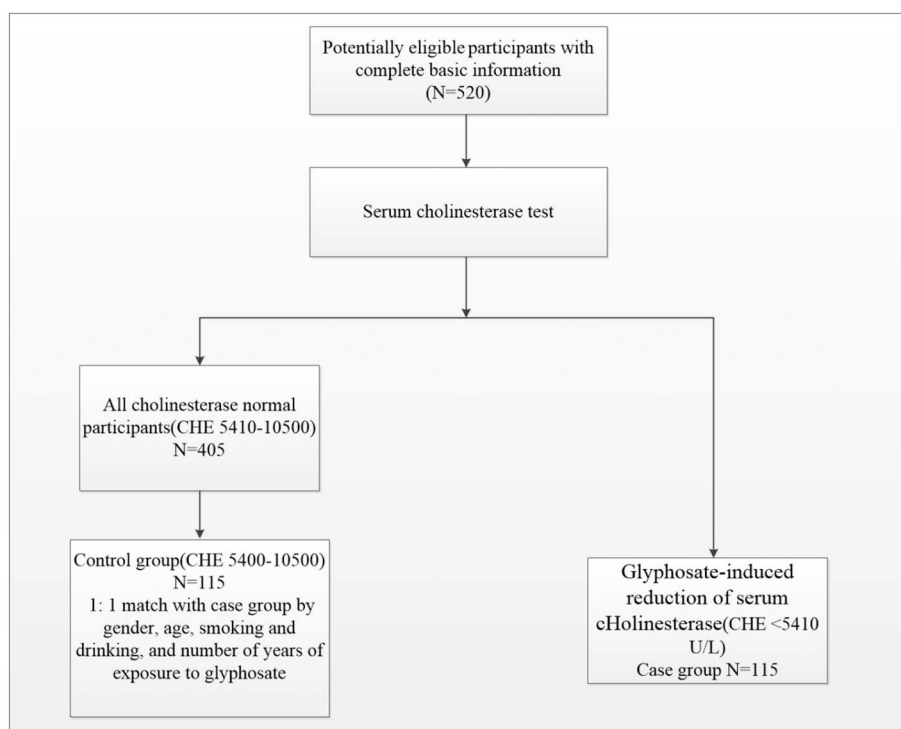 Potentially eligible participants with
complete basic information
(N=520)
Serum cholinesterase test
All cholinesterase normal
participants(CHE 5410-10500)
N=405
Control group(CHE 5400-10500)
N=115
1: 1 match with case group by
gender, age, smoking and
drinking, and number of years of
exposure to glyphosate
Glyphosate-induced
reduction of serum
cHolinesterase(CHE <5410
U/L)
Case group N=115